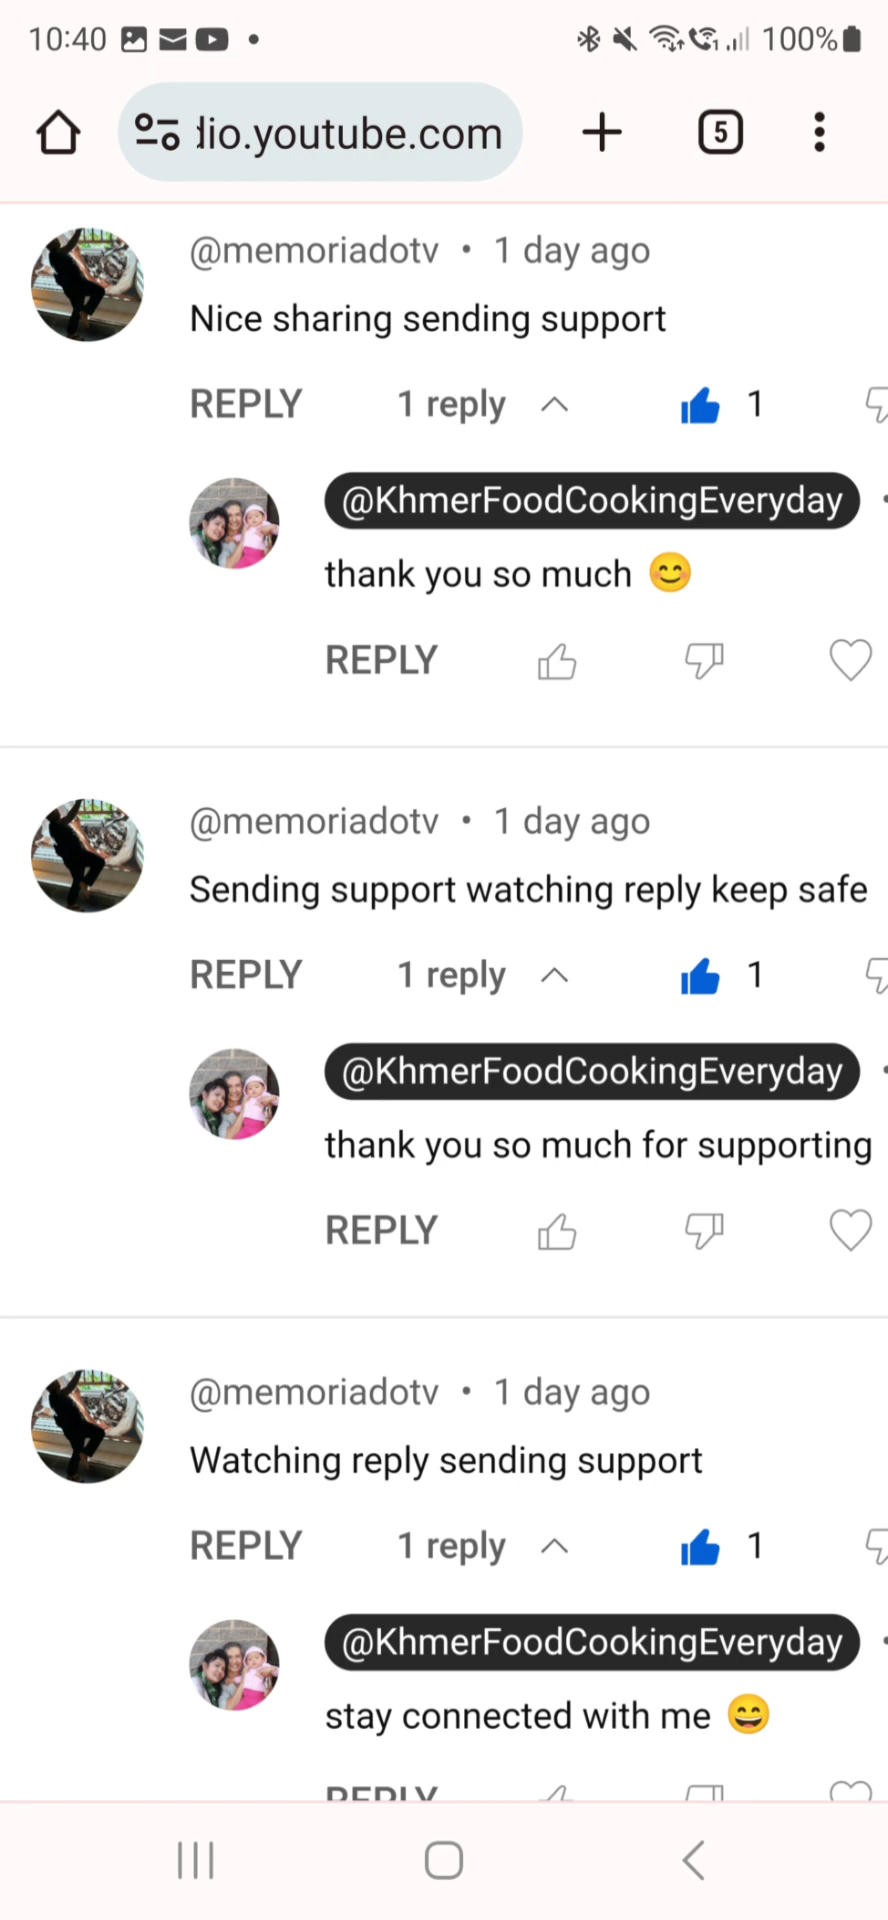 10:40 100%
dio.youtube.com 5
@memoriadotv • 1 day ago
Nice sharing sending support
REPLY 1 reply 1
@KhmerFoodCookingEveryday
thank you so much 😊
REPLY
@memoriadotv • 1 day ago
Sending support watching reply keep safe
REPLY 1 reply 1
@KhmerFoodCookingEveryday
thank you so much for supporting
REPLY
@memoriadotv • 1 day ago
Watching reply sending support
REPLY 1 reply 1
@KhmerFoodCookingEveryday
stay connected with me 😄
REPLY